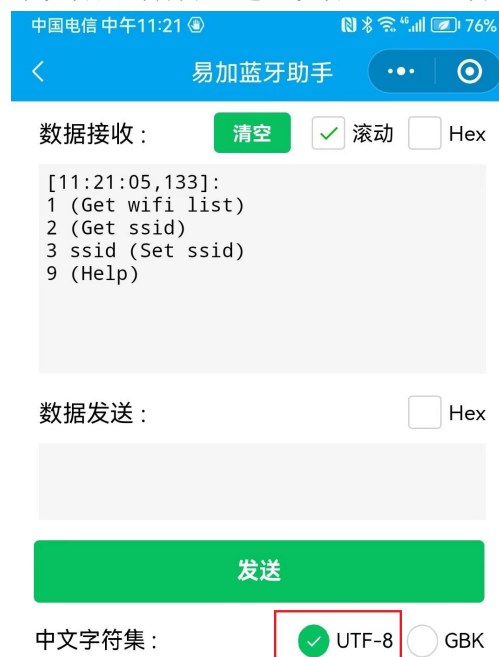 中国电信 中午11:21 76%
易加蓝牙助手
数据接收 : 清空 滚动 Hex
[11:21:05,133]:
1 (Get wifi list)
2 (Get ssid)
3 ssid (Set ssid)
9 (Help)
数据发送 : Hex
发送
中文字符集 : UTF-8 GBK